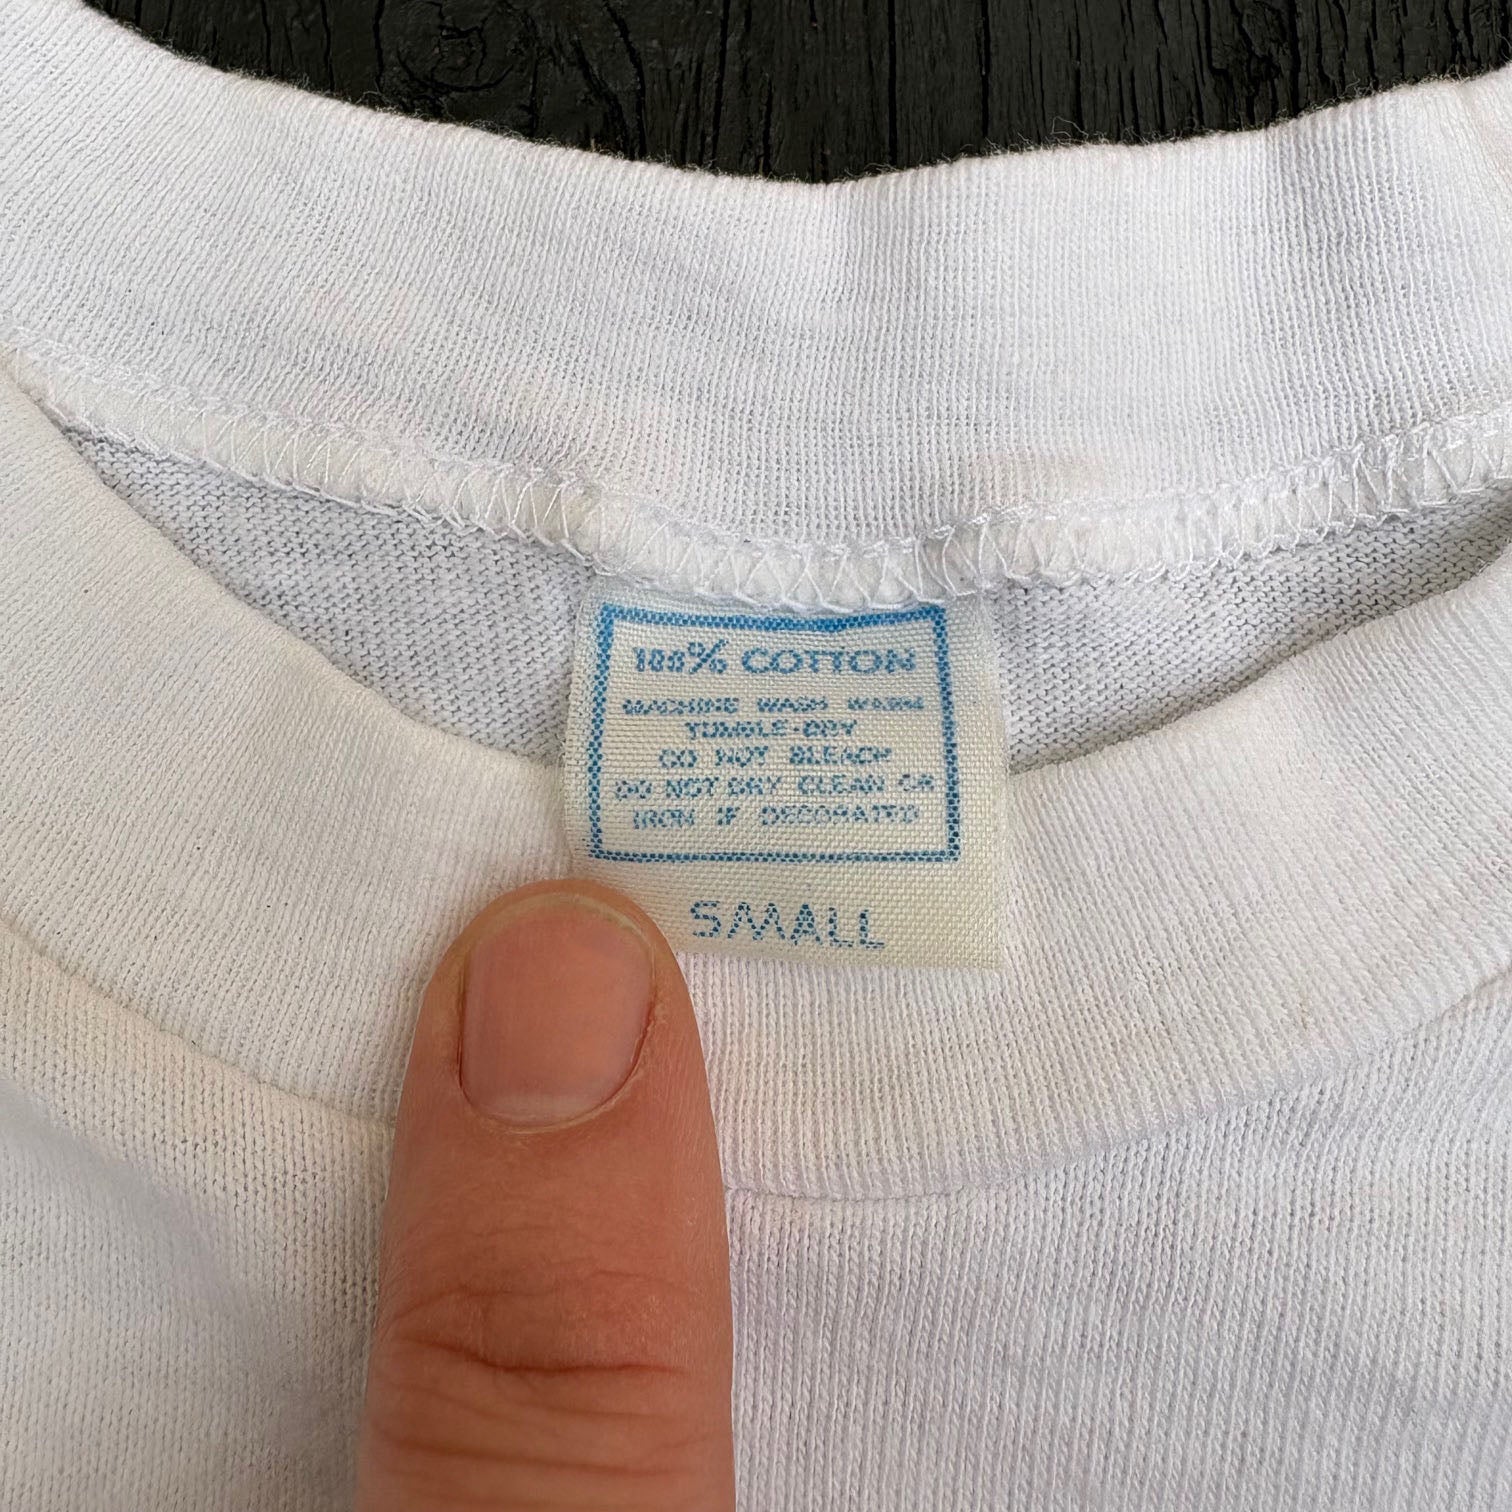 100% COTTON
MACHINE WASH WARM
TUMBLE-DRY
DO NOT BLEACH
DO NOT DRY CLEAN OR
IRON IF DECORATED
SMALL